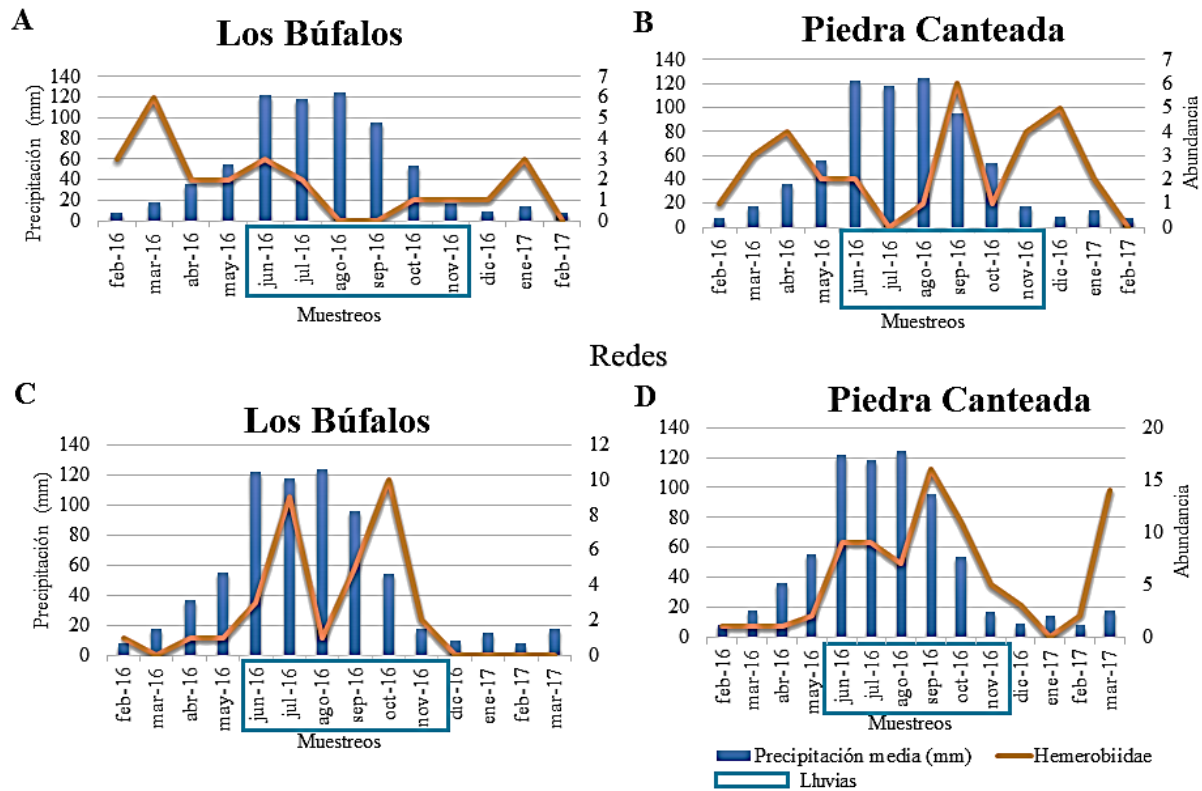 A
Los Búfalos
Precipitación (mm)
140
120
100
80
60
40
20
0
7
6
5
4
3
2
1
0
feb-16
mar-16
abr-16
may-16
jun-16
jul-16
ago-16
sep-16
oct-16
nov-16
dic-16
ene-17
feb-17
Muestreos
B
Piedra Canteada
140
120
100
80
60
40
20
0
7
6
5
4
3
2
1
0
Abundancia
feb-16
mar-16
abr-16
may-16
jun-16
jul-16
ago-16
sep-16
oct-16
nov-16
dic-16
ene-17
feb-17
Muestreos
Redes
C
Los Búfalos
Precipitación (mm)
140
120
100
80
60
40
20
0
12
10
8
6
4
2
0
feb-16
mar-16
abr-16
may-16
jun-16
jul-16
ago-16
sep-16
oct-16
nov-16
dic-16
ene-17
feb-17
mar-17
Muestreos
D
Piedra Canteada
140
120
100
80
60
40
20
0
20
15
10
5
0
Abundancia
feb-16
mar-16
abr-16
may-16
jun-16
jul-16
ago-16
sep-16
oct-16
nov-16
dic-16
ene-17
feb-17
mar-17
Muestreos
Precipitación media (mm)
Hemerobiidae
Lluvias